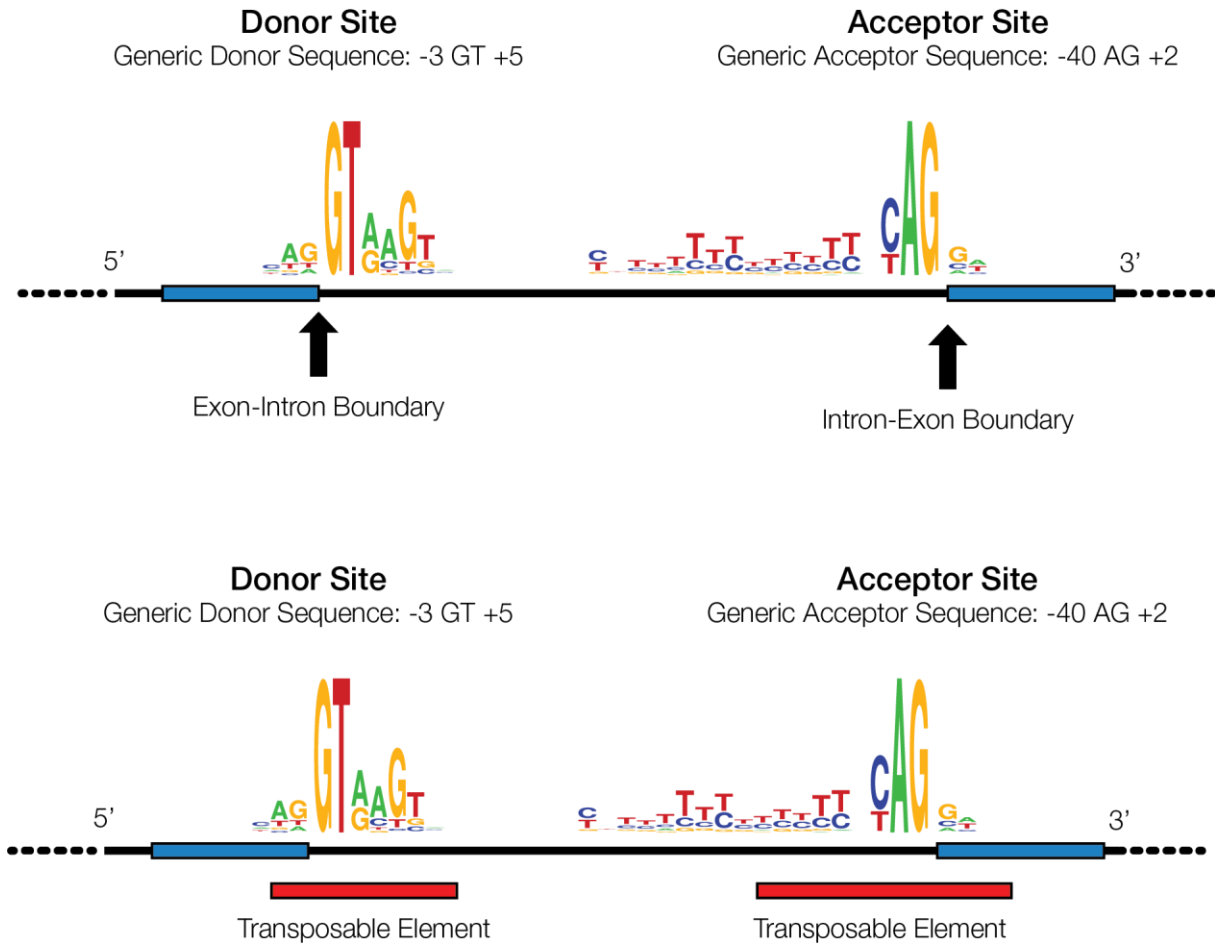 Donor Site
Generic Donor Sequence: -3 GT +5
Acceptor Site
Generic Acceptor Sequence: -40 AG +2
5’
3’
Exon-Intron Boundary
Intron-Exon Boundary
Donor Site
Generic Donor Sequence: -3 GT +5
Acceptor Site
Generic Acceptor Sequence: -40 AG +2
5’
3’
Transposable Element
Transposable Element